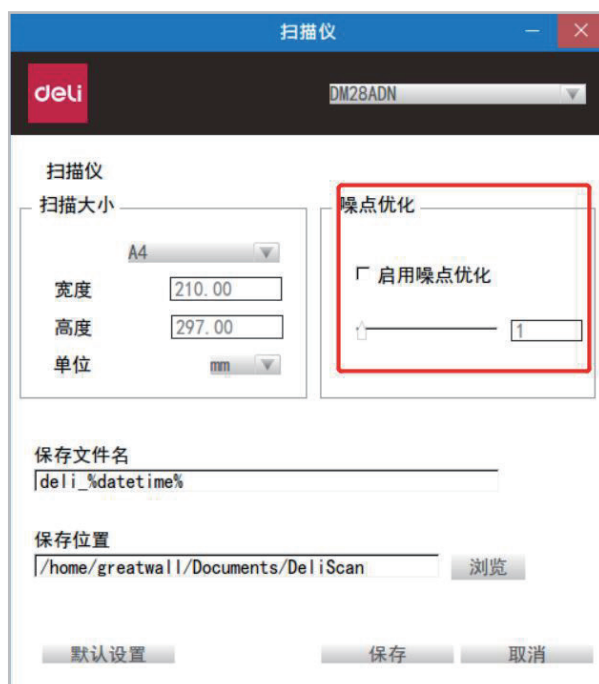 扫描仪
deli
DM28ADN
扫描仪
扫描大小
A4
宽度 210.00
高度 297.00
单位 mm
噪点优化
启用噪点优化
1
保存文件名
deli_%datetime%
保存位置
/home/greatwall/Documents/DeliScan 浏览
默认设置 保存 取消